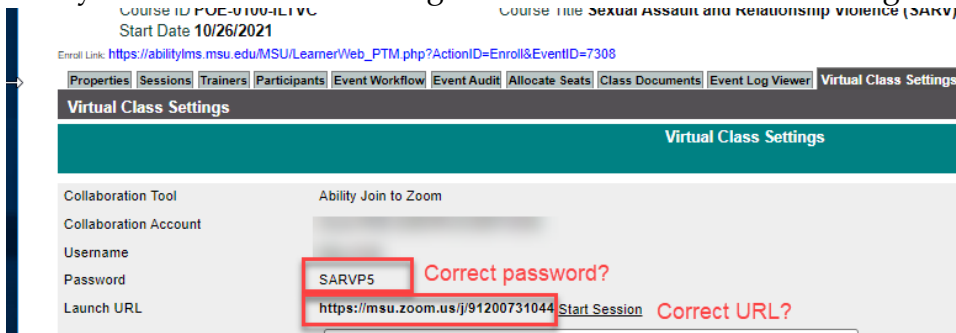 Course ID POE-0100-ILTVC Course Title Sexual Assault and Relationship Violence (SARV)
Start Date 10/26/2021
Enroll Link: https://abilitylms.msu.edu/MSU/LearnerWeb_PTM.php?ActionID=Enroll&EventID=7308
Properties Sessions Trainers Participants Event Workflow Event Audit Allocate Seats Class Documents Event Log Viewer Virtual Class Settings
Virtual Class Settings
Virtual Class Settings
Collaboration Tool Ability Join to Zoom
Collaboration Account
Username
Password SARVP5 Correct password?
Launch URL https://msu.zoom.us/j/91200731044 Start Session Correct URL?